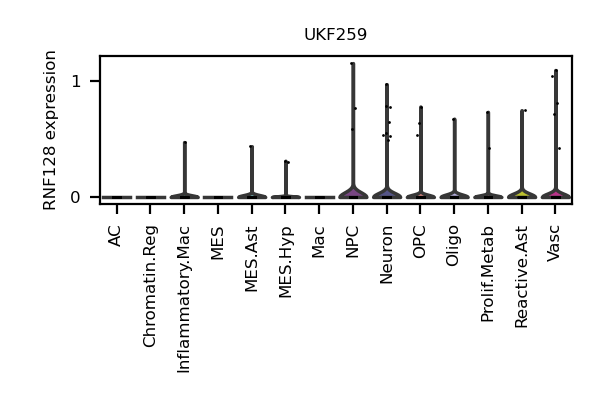 UKF259
RNF128 expression
1
0
AC
Chromatin.Reg
Inflammatory.Mac
MES
MES.Ast
MES.Hyp
Mac
NPC
Neuron
OPC
Oligo
Prolif.Metab
Reactive.Ast
Vasc